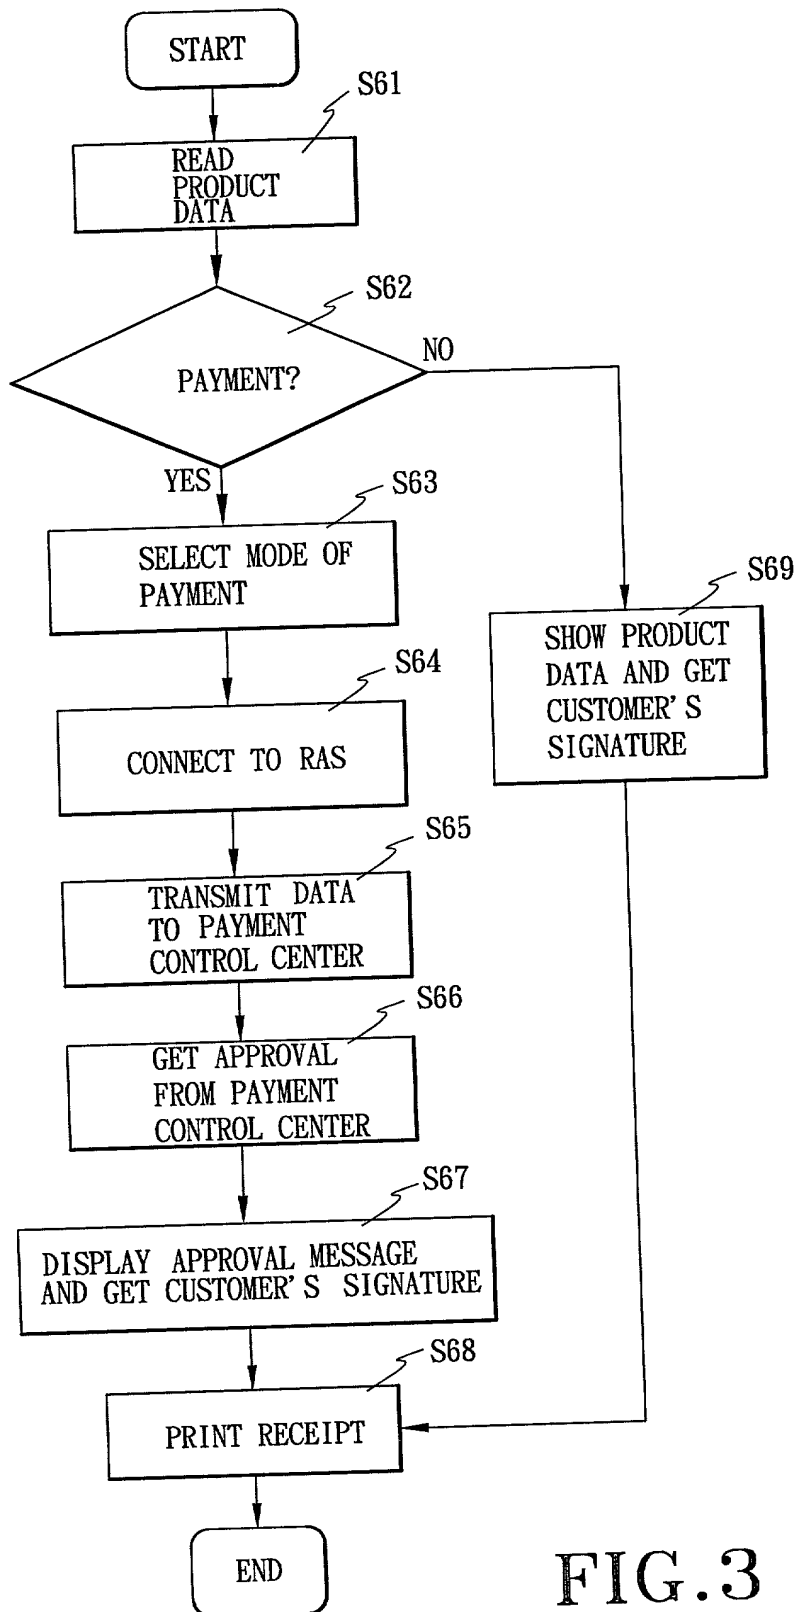 START
S61
READ
PRODUCT
DATA
S62
PAYMENT?
NO
YES
S63
SELECT MODE OF
PAYMENT
S69
SHOW PRODUCT
DATA AND GET
CUSTOMER'S
SIGNATURE
S64
CONNECT TO RAS
S65
TRANSMIT DATA
TO PAYMENT
CONTROL CENTER
S66
GET APPROVAL
FROM PAYMENT
CONTROL CENTER
S67
DISPLAY APPROVAL MESSAGE
AND GET CUSTOMER'S SIGNATURE
S68
PRINT RECEIPT
END
FIG.3